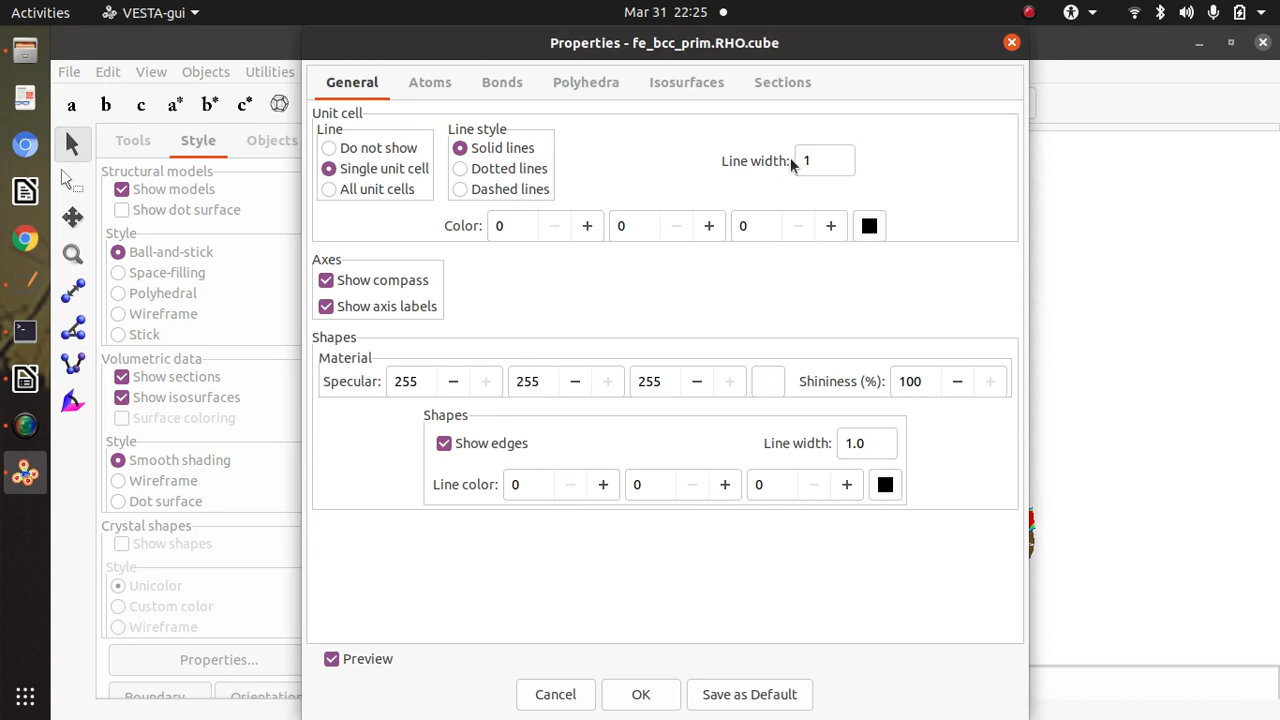 Activities VESTA-gui Mar 31 22:25
Properties - fe_bcc_prim.RHO.cube
File Edit View Objects Utilities
General Atoms Bonds Polyhedra Isosurfaces Sections
a b c a* b* c*
Tools Style Objects
Unit cell
Line Line style
Do not show Solid lines
Line width: 1
Single unit cell Dotted lines
All unit cells Dashed lines
Color: 0 0 0
Axes
Show compass
Show axis labels
Shapes
Material
Specular: 255 255 255 Shininess (%): 100
Shapes
Show edges Line width: 1.0
Line color: 0 0 0
Preview
Cancel OK Save as Default
Structural models
Show models
Show dot surface
Style
Ball-and-stick
Space-filling
Polyhedral
Wireframe
Stick
Volumetric data
Show sections
Show isosurfaces
Surface coloring
Style
Smooth shading
Wireframe
Dot surface
Crystal shapes
Show shapes
Style
Unicolor
Custom color
Wireframe
Properties...
Boundary... Orientation